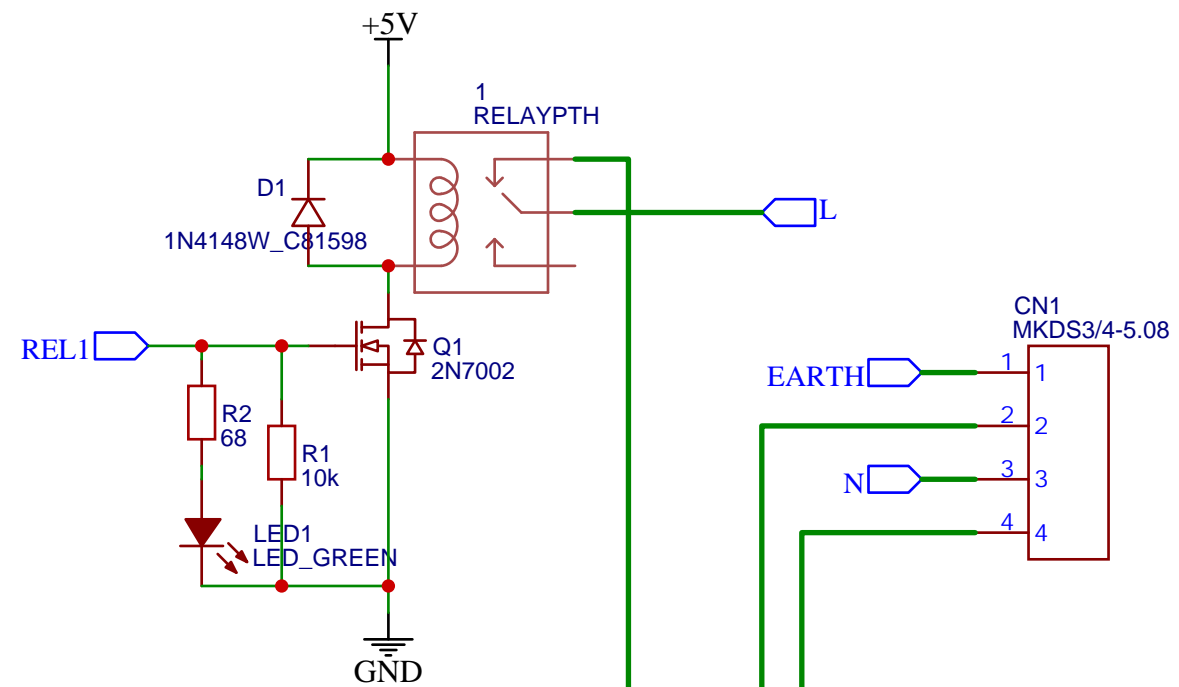 +5V
1
RELAYPTH
D1
1N4148W_C81598
L
REL1
Q1
2N7002
R2
68
R1
10k
LED1
LED_GREEN
GND
CN1
MKDS3/4-5.08
EARTH
1 1
2 2
N
3 3
4 4